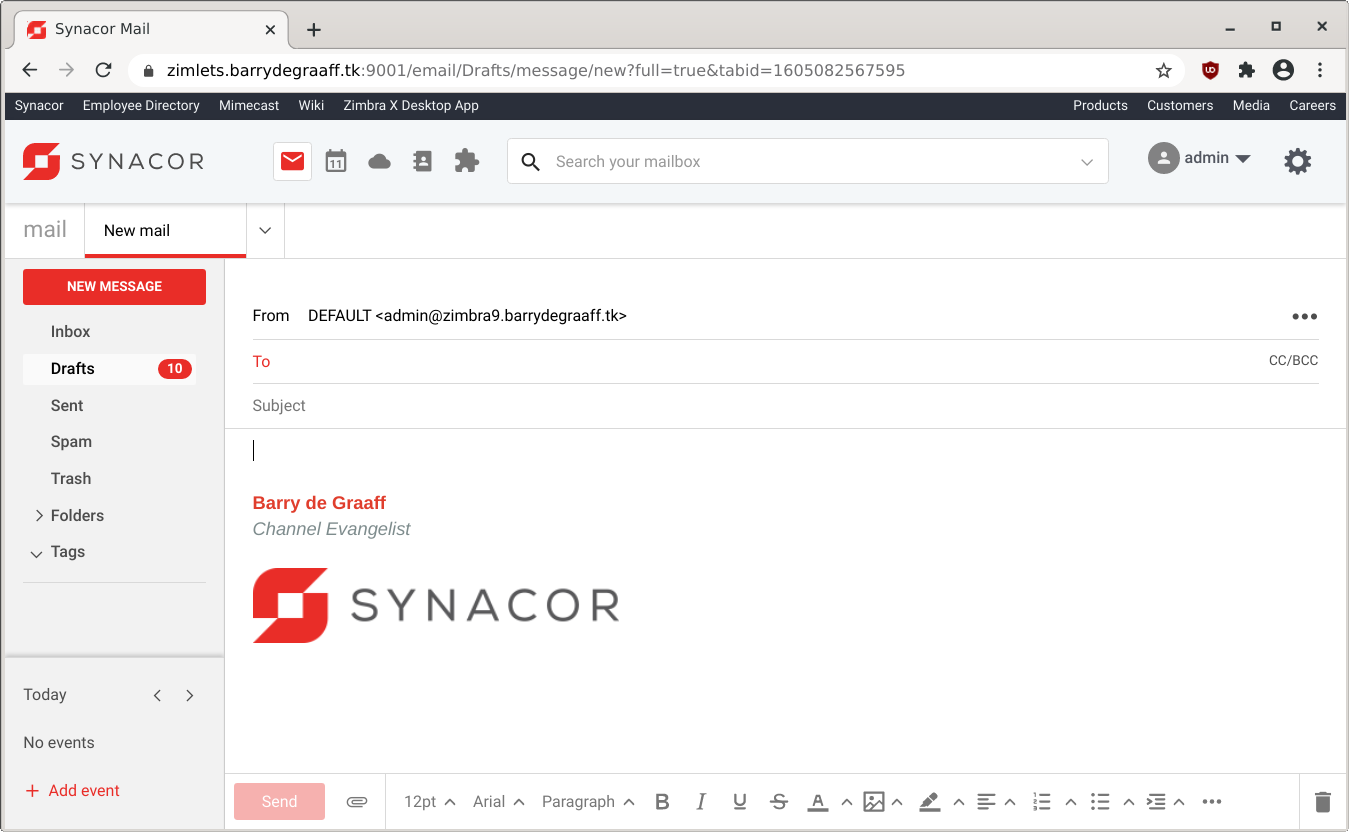 Synacor Mail
zimlets.barrydegraaff.tk:9001/email/Drafts/message/new?full=true&tabid=1605082567595
Synacor Employee Directory Mimecast Wiki Zimbra X Desktop App Products Customers Media Careers
SYNACOR 11 Search your mailbox admin
mail New mail
NEW MESSAGE
Inbox
Drafts 10
Sent
Spam
Trash
Folders
Tags
Today
No events
+ Add event
From DEFAULT <admin@zimbra9.barrydegraaff.tk>
To CC/BCC
Subject
Barry de Graaff
Channel Evangelist
SYNACOR
Send 12pt Arial Paragraph B I U S A